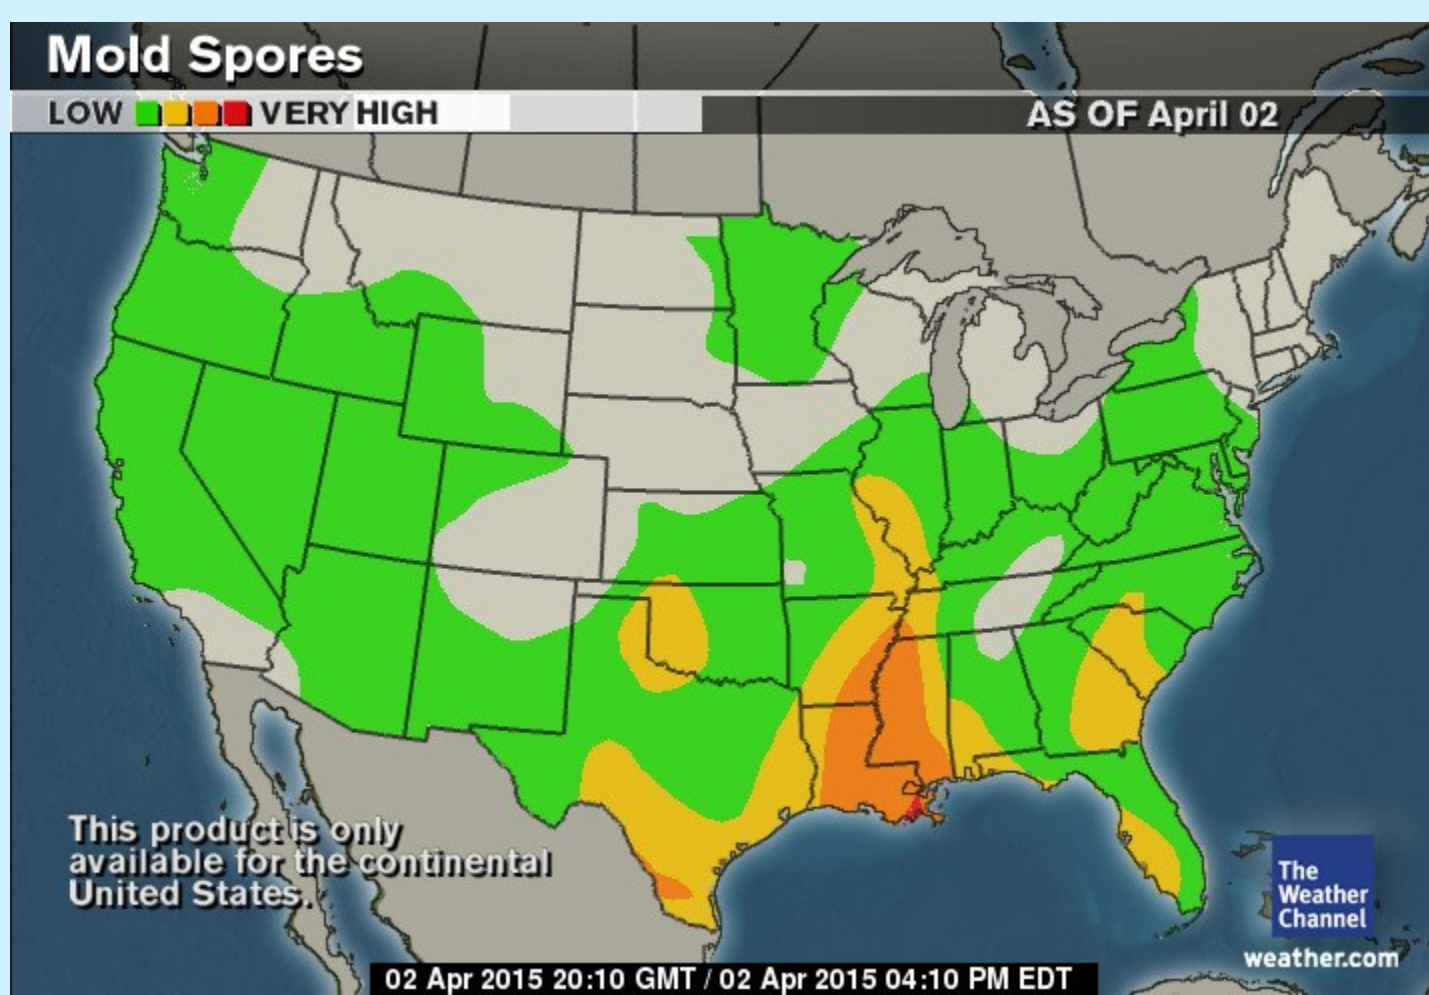 Mold Spores
LOW VERY HIGH
AS OF April 02
This product is only
available for the continental
United States.
The
Weather
Channel
weather.com
02 Apr 2015 20:10 GMT / 02 Apr 2015 04:10 PM EDT